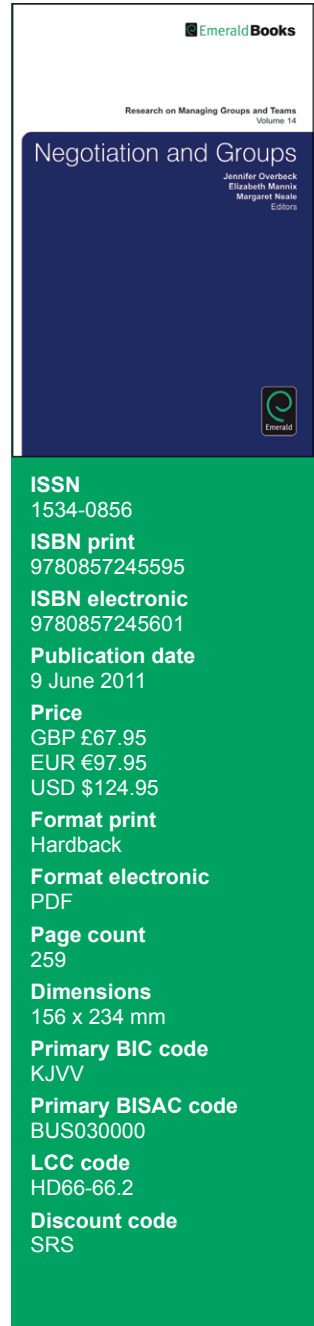 Emerald Books
Research on Managing Groups and Teams
Volume 14
Negotiation and Groups
Jennifer Overbeck
Elizabeth Mannix
Margaret Neale
Editors
Emerald
ISSN
1534-0856
ISBN print
9780857245595
ISBN electronic
9780857245601
Publication date
9 June 2011
Price
GBP £67.95
EUR €97.95
USD $124.95
Format print
Hardback
Format electronic
PDF
Page count
259
Dimensions
156 x 234 mm
Primary BIC code
KJVV
Primary BISAC code
BUS030000
LCC code
HD66-66.2
Discount code
SRS